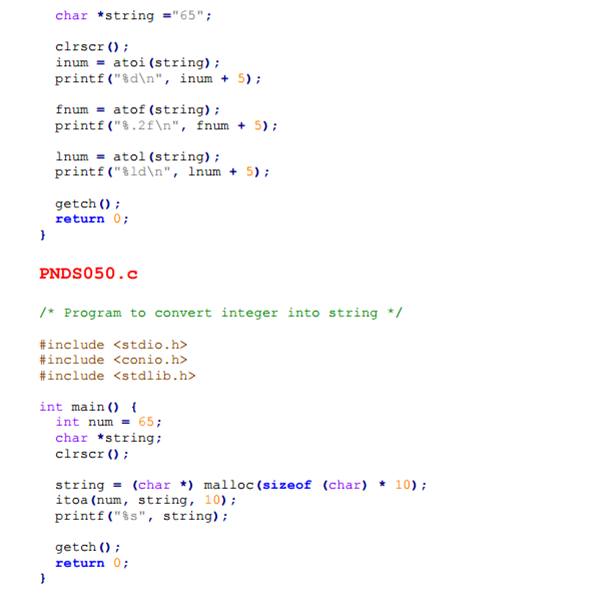 char *string ="65";
clrscr();
inum = atoi(string);
printf("%d\n", inum + 5);
fnum = atof(string);
printf("%.2f\n", fnum + 5);
lnum = atol(string);
printf("%ld\n", lnum + 5);
getch();
return 0;
}
PNDS050.c
/* Program to convert integer into string */
#include <stdio.h>
#include <conio.h>
#include <stdlib.h>
int main() {
int num = 65;
char *string;
clrscr();
string = (char *) malloc(sizeof (char) * 10);
itoa(num, string, 10);
printf("%s", string);
getch();
return 0;
}